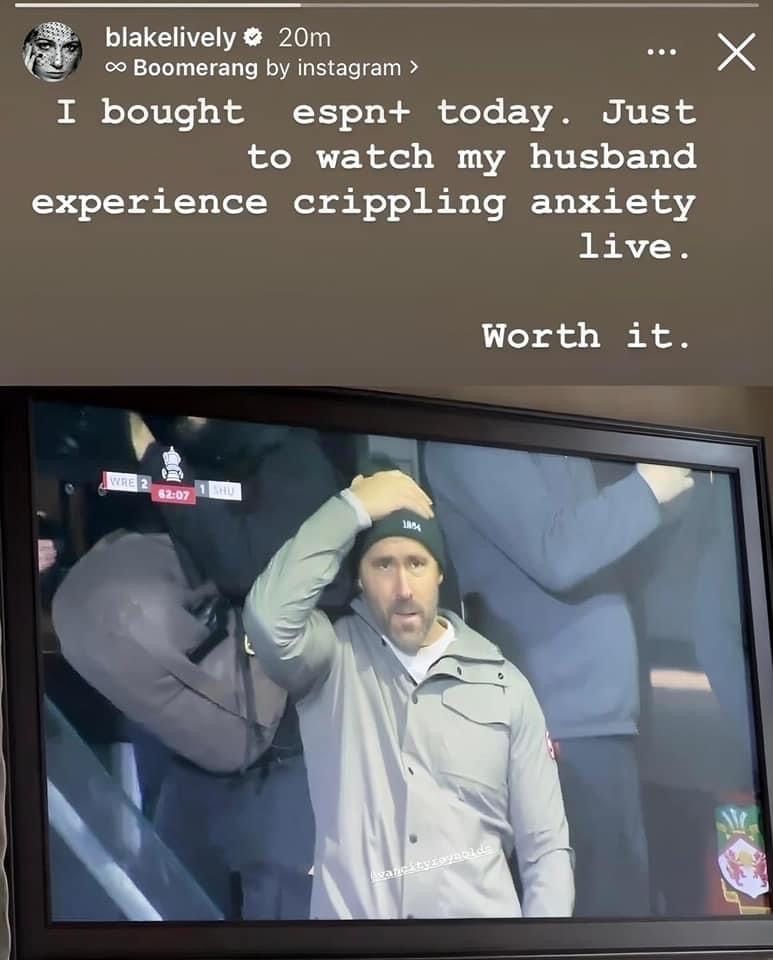 blakelively 20m
∞ Boomerang by instagram >
I bought espn+ today. Just
to watch my husband
experience crippling anxiety
live.
Worth it.
WRE 2
62:07
1 SHU
1864
@vancityreynolds